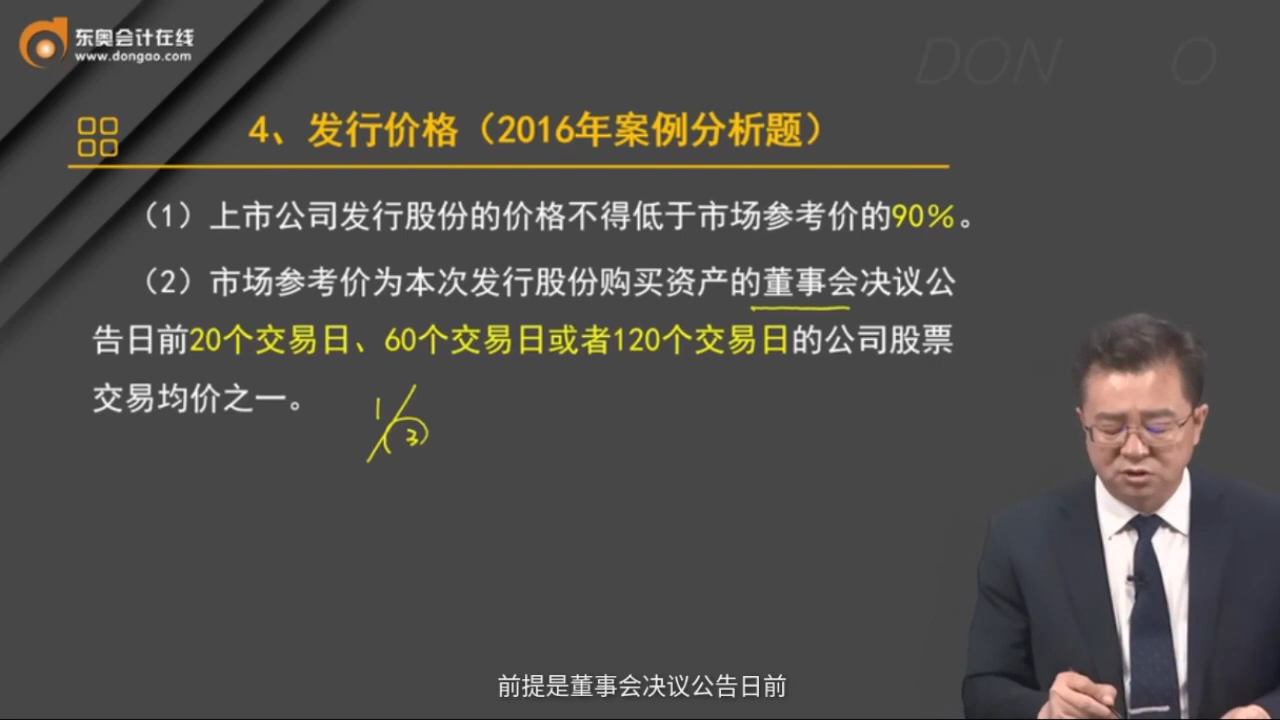 东奥会计在线
www.dongao.com
DON O
4、发行价格（2016年案例分析题）
（1）上市公司发行股份的价格不得低于市场参考价的90%。
（2）市场参考价为本次发行股份购买资产的董事会决议公
告日前20个交易日、60个交易日或者120个交易日的公司股票
交易均价之一。
1/3
前提是董事会决议公告日前